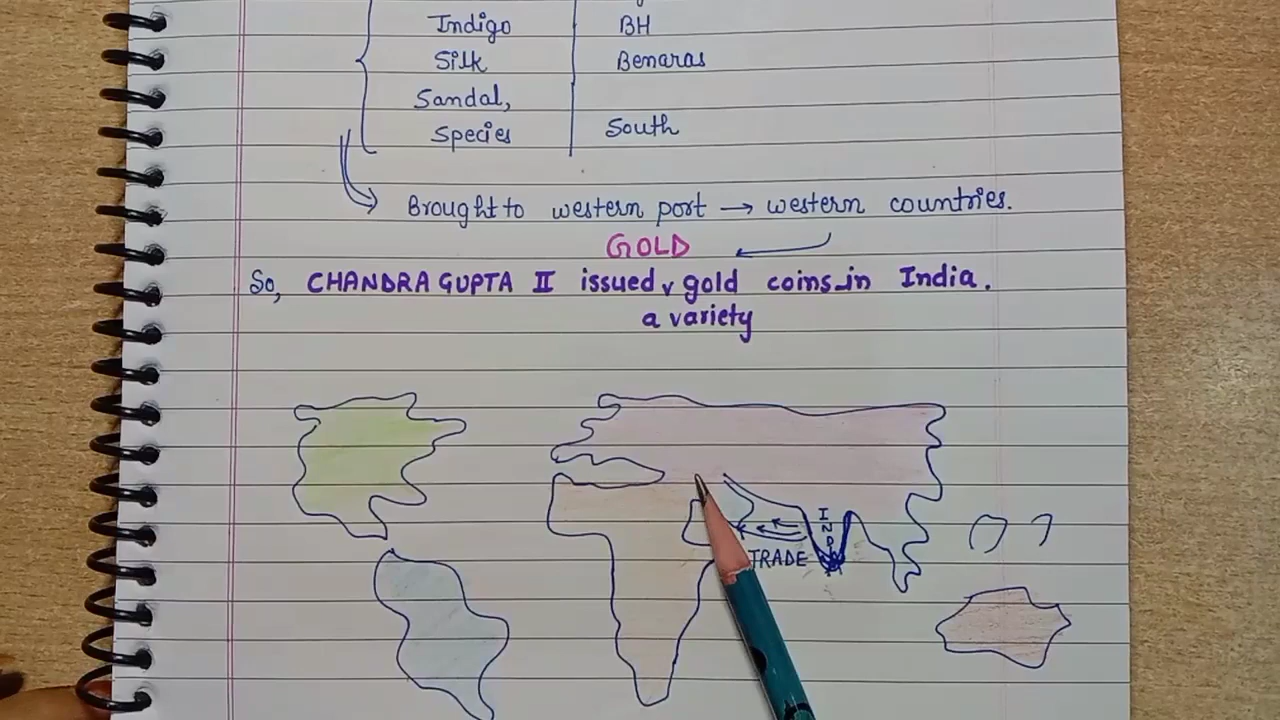 Indigo BH
Silk Benaras
Sandal,
Species South
Brought to western port → western countries.
GOLD
So, CHANDRAGUPTA II issued v gold coins in India.
a variety
INDI
TRADE